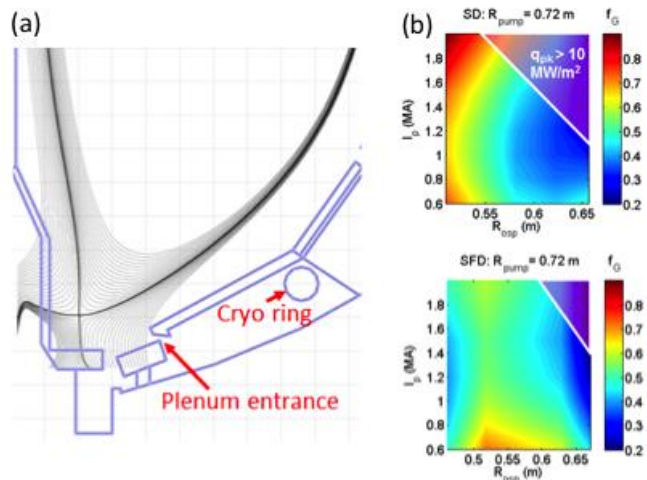 (a)
Cryo ring
Plenum entrance
(b)
SD: R_pump = 0.72 m
f_G
q_pk > 10
MW/m²
I_p (MA)
1.8
1.6
1.4
1.2
1
0.8
0.6
0.55
0.6
0.65
R_osp (m)
0.9
0.8
0.7
0.6
0.5
0.4
0.3
0.2
SFD: R_pump = 0.72 m
f_G
I_p (MA)
1.8
1.6
1.4
1.2
1
0.8
0.6
0.5
0.55
0.6
0.65
R_osp (m)
0.9
0.8
0.7
0.6
0.5
0.4
0.3
0.2